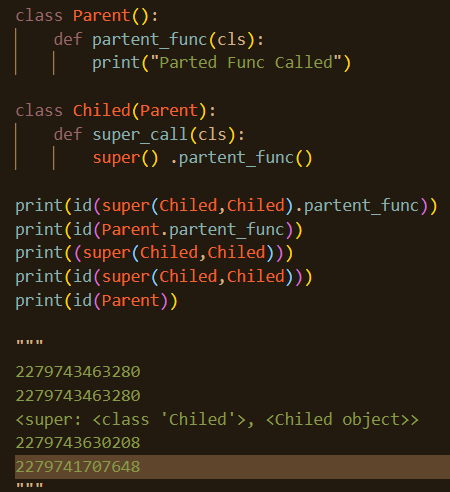 class Parent():
    def partent_func(cls):
        print("Parted Func Called")

class Chiled(Parent):
    def super_call(cls):
        super() .partent_func()

print(id(super(Chiled,Chiled).partent_func))
print(id(Parent.partent_func))
print((super(Chiled,Chiled)))
print(id(super(Chiled,Chiled)))
print(id(Parent))

"""
2279743463280
2279743463280
<super: <class 'Chiled'>, <Chiled object>>
2279743630208
2279741707648
"""